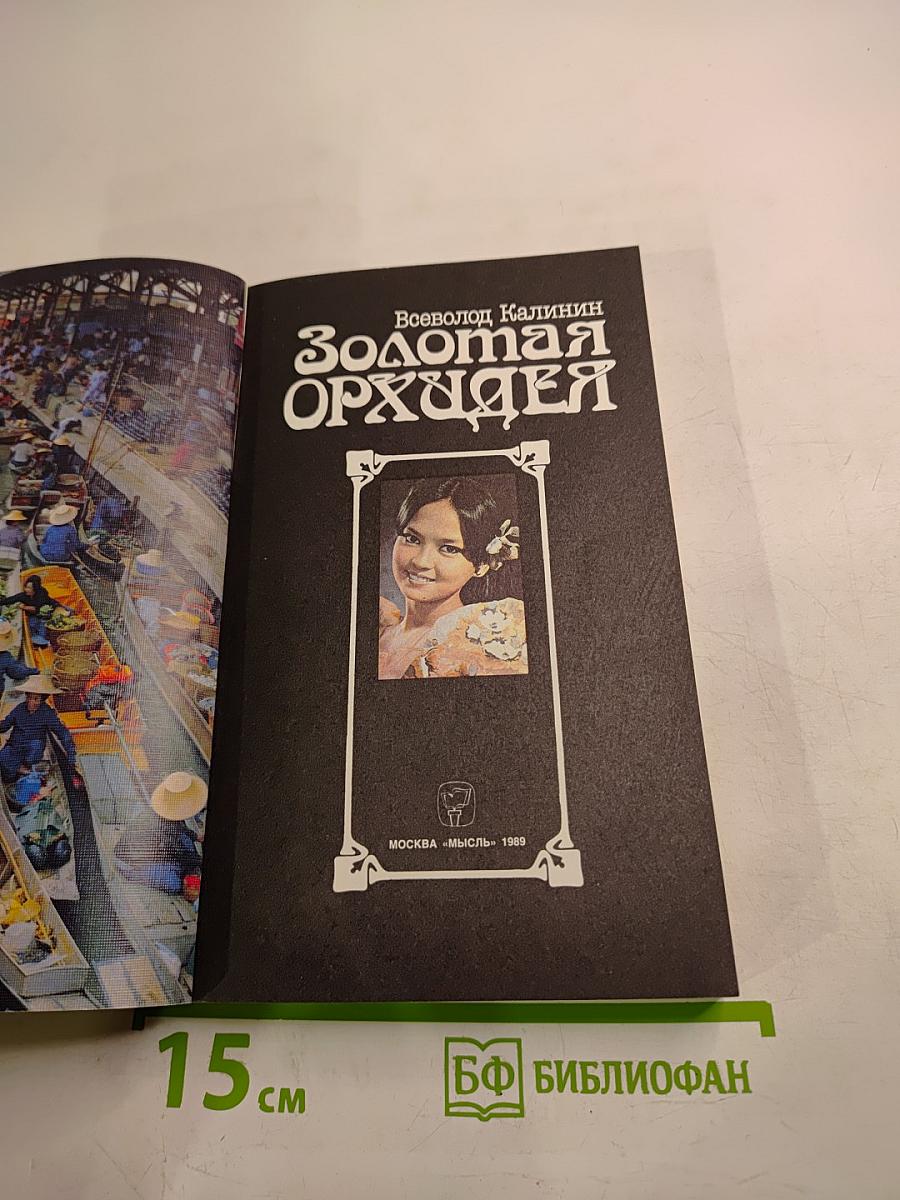 Всеволод Калинин
Золотая
ОРХИДЕЯ
МОСКВА «МЫСЛЬ» 1989
15 см
БФ БИБЛИОФАН